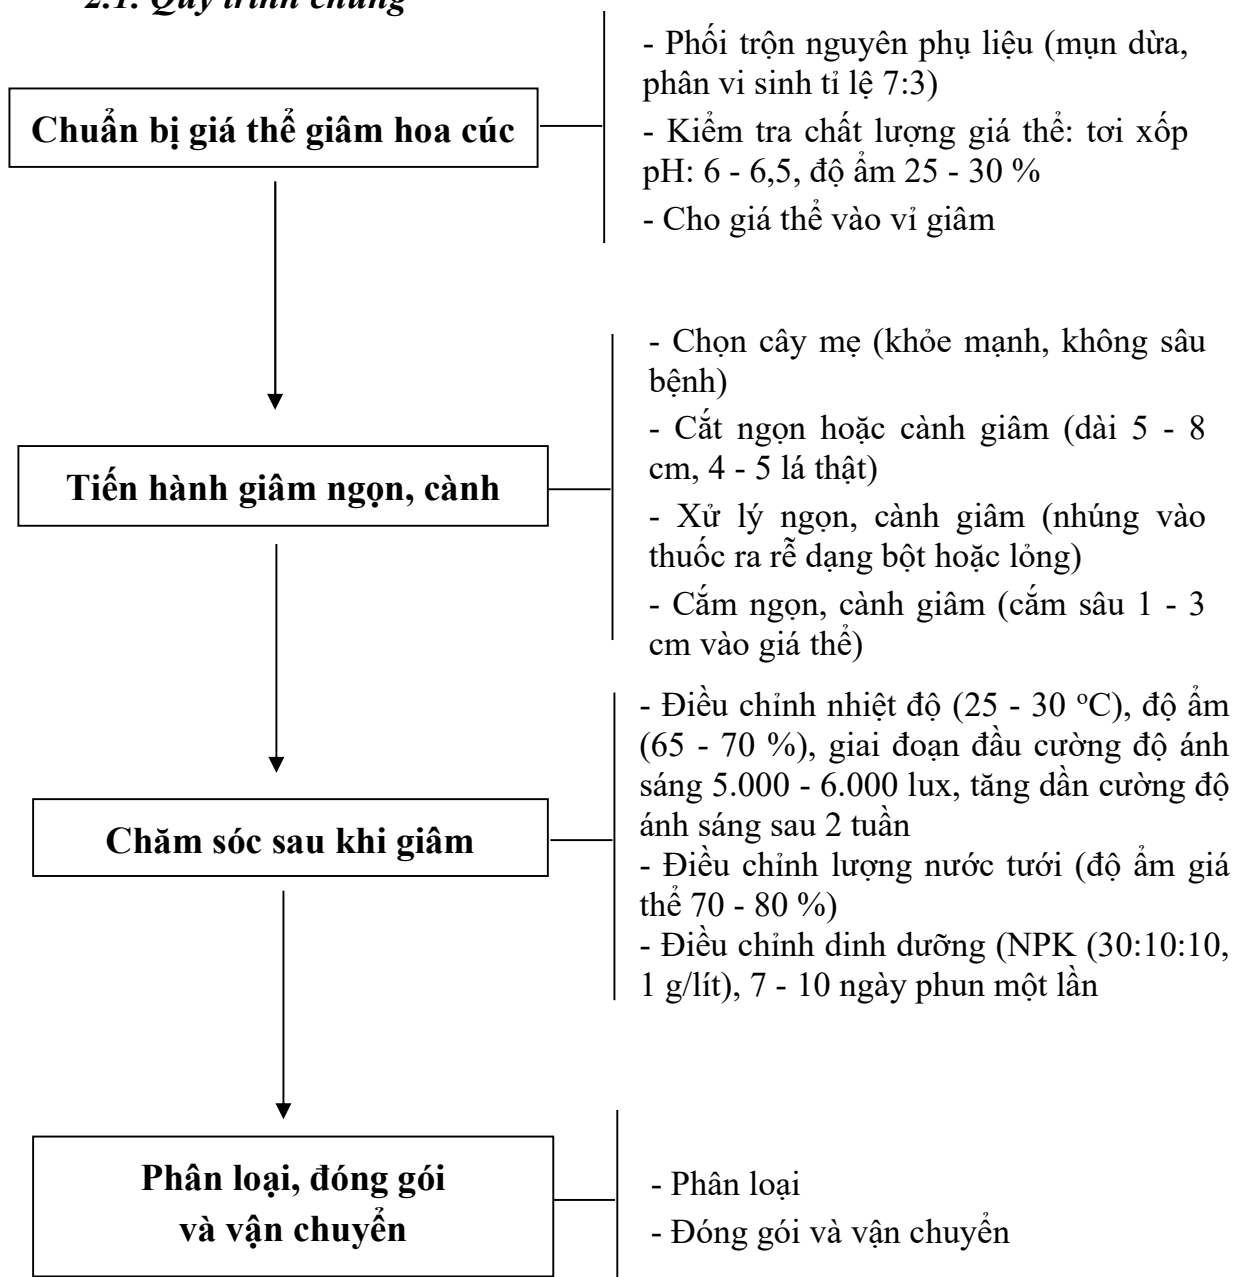 2.1. Quy trình chung
- Phối trộn nguyên phụ liệu (mụn dừa,
phân vi sinh tỉ lệ 7:3)
Chuẩn bị giá thể giâm hoa cúc
- Kiểm tra chất lượng giá thể: tơi xốp
pH: 6 - 6,5, độ ẩm 25 - 30 %
- Cho giá thể vào vỉ giâm
- Chọn cây mẹ (khỏe mạnh, không sâu
bệnh)
- Cắt ngọn hoặc cành giâm (dài 5 - 8
cm, 4 - 5 lá thật)
Tiến hành giâm ngọn, cành
- Xử lý ngọn, cành giâm (nhúng vào
thuốc ra rễ dạng bột hoặc lỏng)
- Cắm ngọn, cành giâm (cắm sâu 1 - 3
cm vào giá thể)
- Điều chỉnh nhiệt độ (25 - 30 °C), độ ẩm
(65 - 70 %), giai đoạn đầu cường độ ánh
sáng 5.000 - 6.000 lux, tăng dần cường độ
ánh sáng sau 2 tuần
Chăm sóc sau khi giâm
- Điều chỉnh lượng nước tưới (độ ẩm giá
thể 70 - 80 %)
- Điều chỉnh dinh dưỡng (NPK (30:10:10,
1 g/lít), 7 - 10 ngày phun một lần
Phân loại, đóng gói
và vận chuyển
- Phân loại
- Đóng gói và vận chuyển